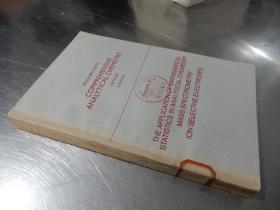 COMPREHENSIVE
ANALYTICAL CHEMISTRY
THE APPLICATION OF MATHEMATICAL
STATISTICS IN ANALYTICAL CHEMISTRY
MASS SPECTROMETRY
ION SELECTIVE ELECTRODES